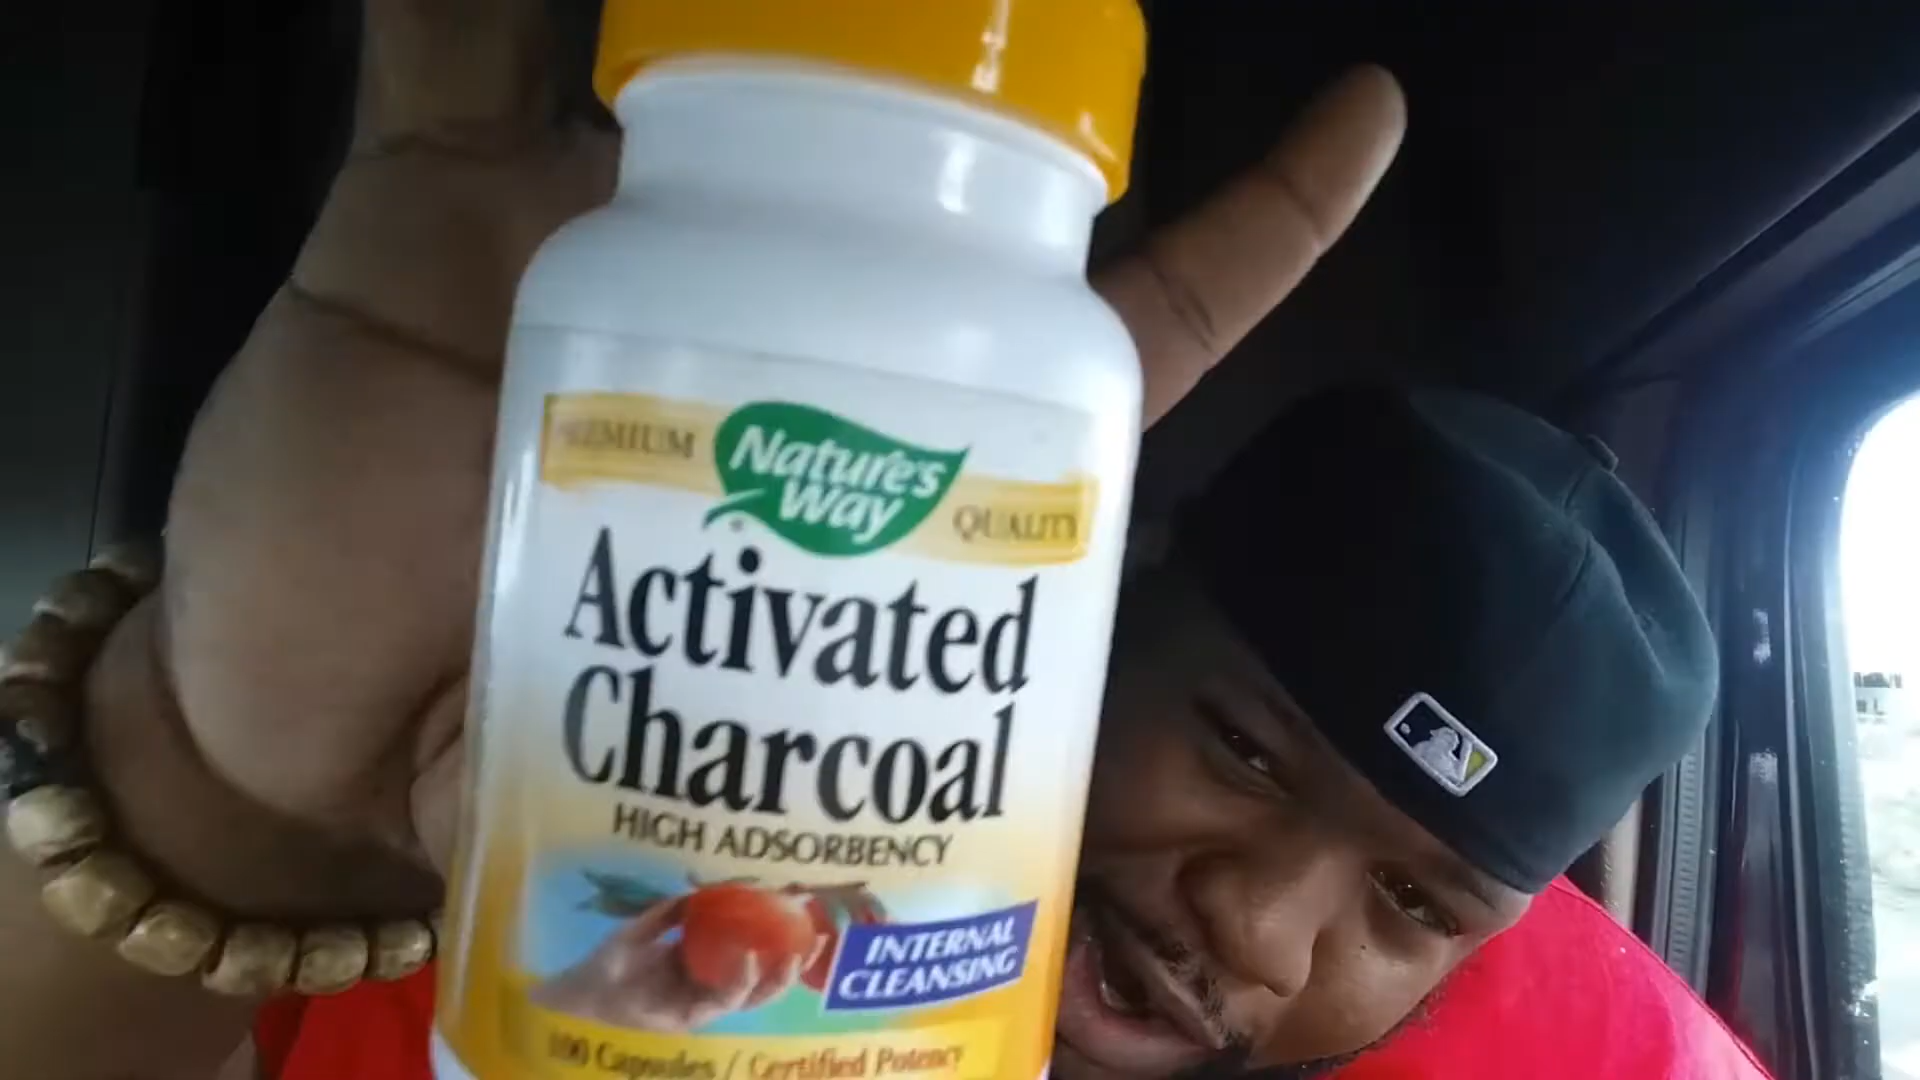 PREMIUM
Nature's
Way
QUALITY
Activated
Charcoal
HIGH ADSORBENCY
INTERNAL
CLEANSING
100 Capsules / Certified Potency